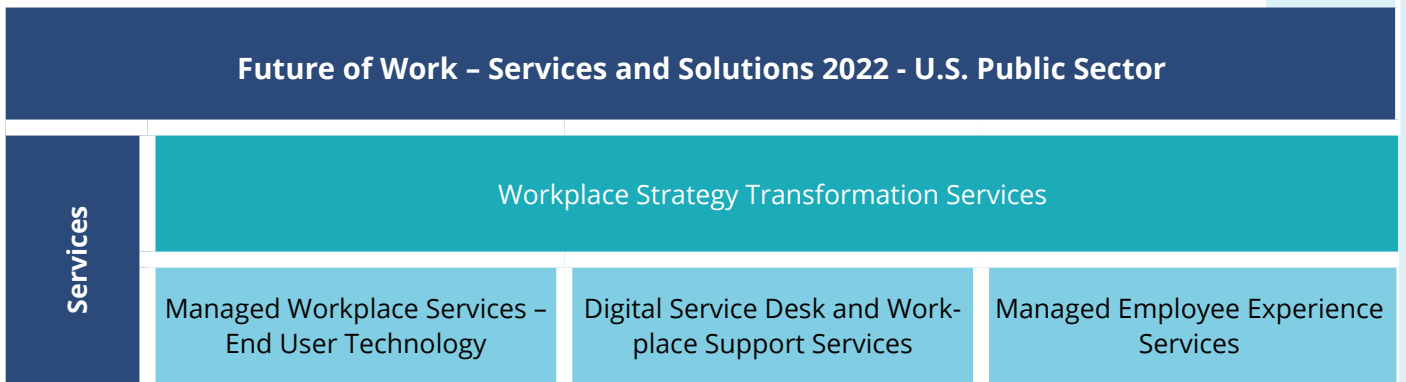 Future of Work – Services and Solutions 2022 - U.S. Public Sector
Services
Workplace Strategy Transformation Services
Managed Workplace Services –
End User Technology
Digital Service Desk and Work-
place Support Services
Managed Employee Experience
Services